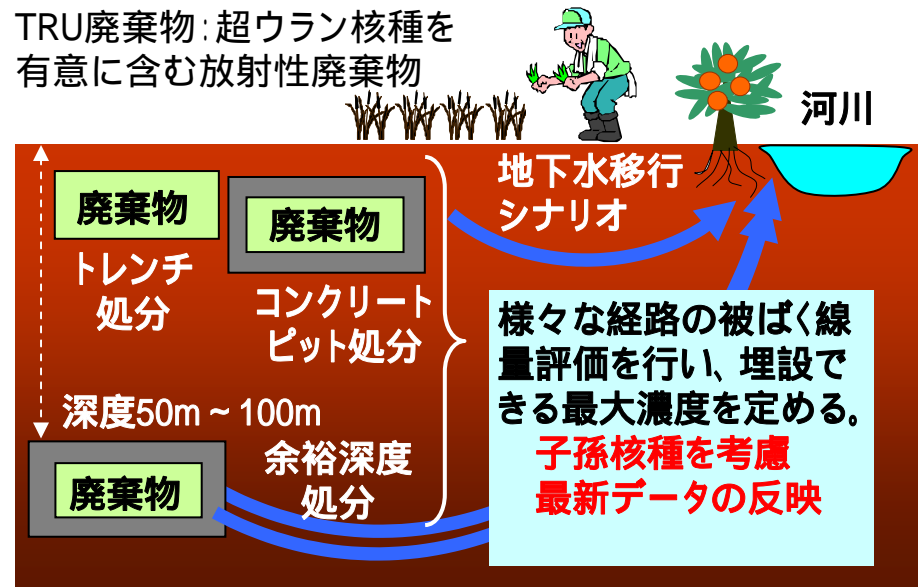 TRU廃棄物：超ウラン核種を
有意に含む放射性廃棄物
河川
廃棄物
トレンチ
処分
廃棄物
コンクリート
ピット処分
地下水移行
シナリオ
深度50m～100m
廃棄物
余裕深度
処分
様々な経路の被ばく線
量評価を行い、埋設で
きる最大濃度を定める。
子孫核種を考慮
最新データの反映